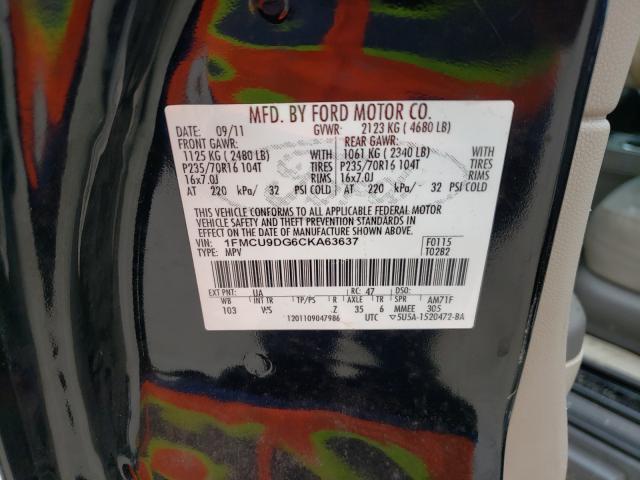 MFD. BY FORD MOTOR CO.
DATE: 09/11 GVWR: 2123 KG ( 4680 LB)
FRONT GAWR: REAR GAWR:
1125 KG ( 2480 LB) WITH 1061 KG ( 2340 LB) WITH
P235/70R16 104T TIRES P235/70R16 104T TIRES
16x7.0J RIMS 16x7.0J RIMS
AT 220 kPa/ 32 PSI COLD AT 220 kPa/ 32 PSI COLD
THIS VEHICLE CONFORMS TO ALL APPLICABLE FEDERAL MOTOR
VEHICLE SAFETY AND THEFT PREVENTION STANDARDS
IN EFFECT ON THE DATE OF MANUFACTURE SHOWN ABOVE.
VIN: 1FMCU9DG6CKA63637 F0115
TYPE: MPV T0282
EXT PNT: UA RC: 47 DSO:
WB INT TR TP/PS R AXLE TR SPR AM71F
103 VS Z 35 6 MMEE 305
1201109047986 UTC 5U5A-1520472-BA